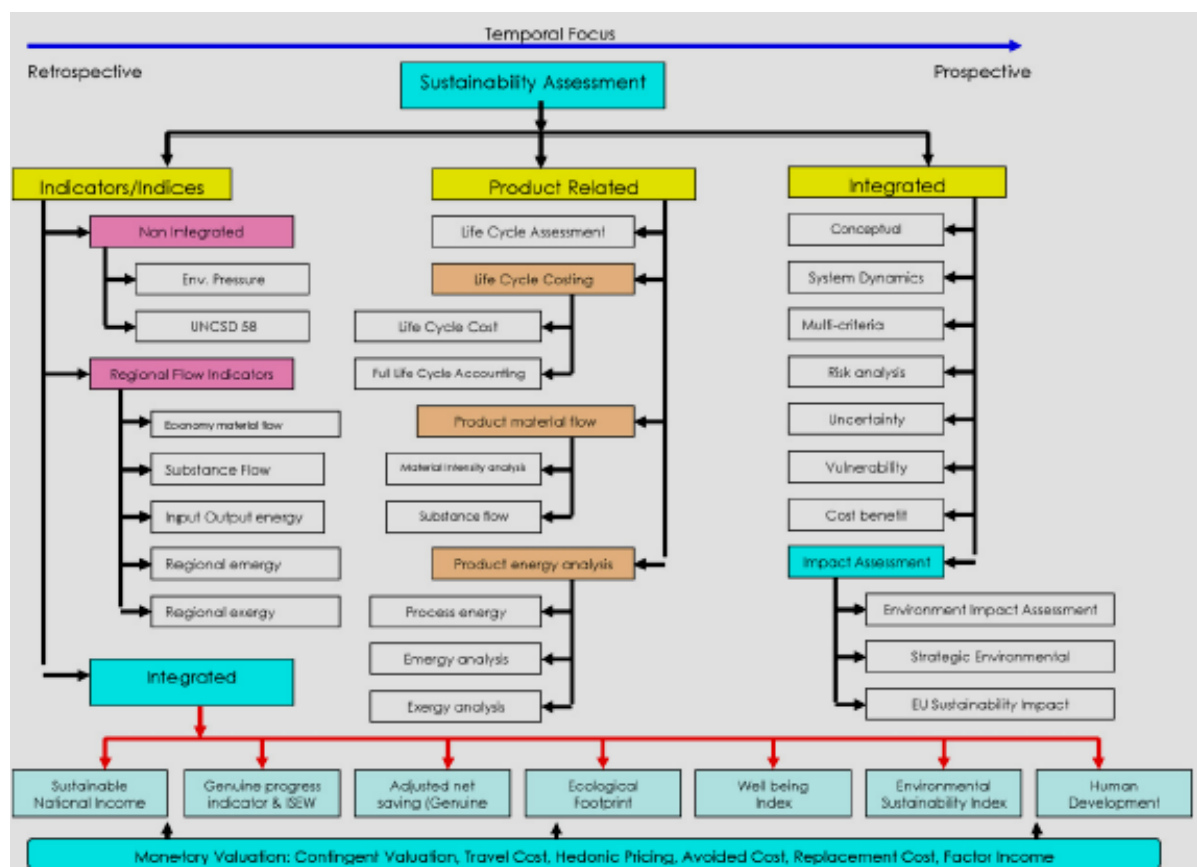 Temporal Focus
Retrospective
Prospective
Sustainability Assessment
Indicators/Indices
Product Related
Integrated
Non Integrated
Env. Pressure
UNCSD 58
Regional Flow Indicators
Economy material flow
Substance Flow
Input Output energy
Regional emergy
Regional exergy
Integrated
Life Cycle Assessment
Life Cycle Costing
Life Cycle Cost
Full Life Cycle Accounting
Product material flow
Material Intensity analysis
Substance flow
Product energy analysis
Process energy
Emergy analysis
Exergy analysis
Conceptual
System Dynamics
Multi-criteria
Risk analysis
Uncertainty
Vulnerability
Cost benefit
Impact Assessment
Environment Impact Assessment
Strategic Environmental
EU Sustainability Impact
Sustainable
National Income
Genuine progress
indicator & ISEW
Adjusted net
saving (Genuine
Ecological
Footprint
Well being
Index
Environmental
Sustainability Index
Human
Development
Monetary Valuation: Contingent Valuation, Travel Cost, Hedonic Pricing, Avoided Cost, Replacement Cost, Factor Income